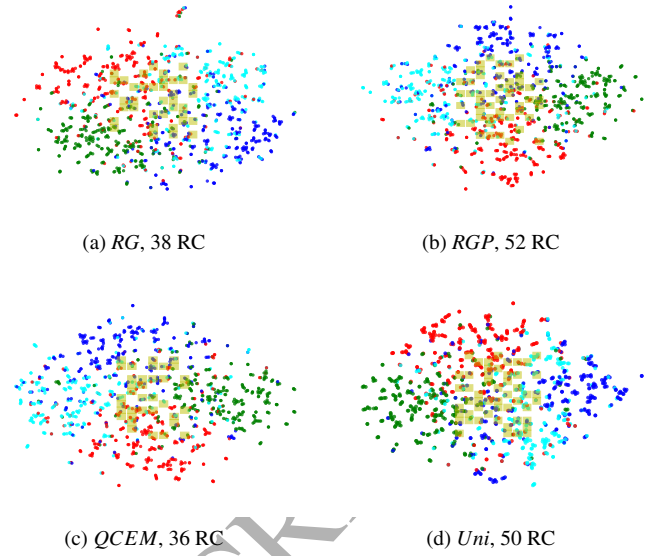 (a) RG, 38 RC
(b) RGP, 52 RC
(c) QCEM, 36 RC
(d) Uni, 50 RC